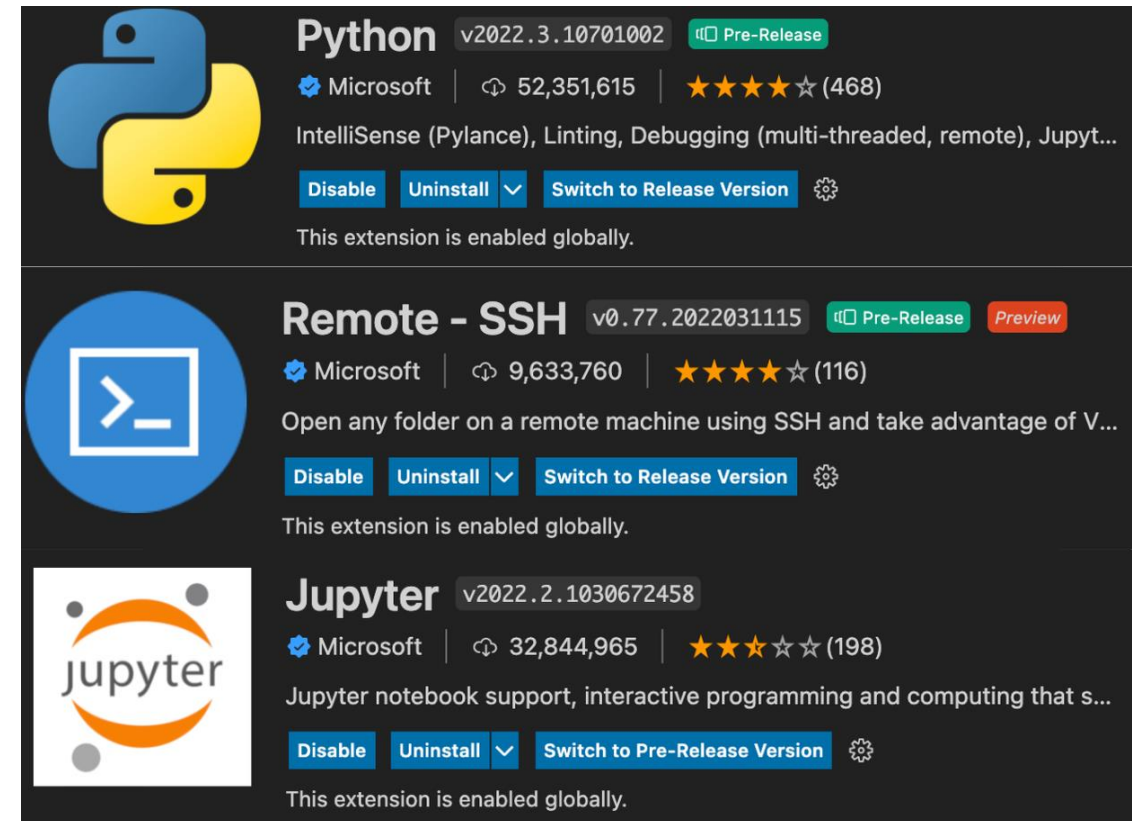 Python v2022.3.10701002 Pre-Release
Microsoft 52,351,615 (468)
IntelliSense (Pylance), Linting, Debugging (multi-threaded, remote), Jupyt...
Disable Uninstall Switch to Release Version
This extension is enabled globally.
Remote - SSH v0.77.2022031115 Pre-Release Preview
Microsoft 9,633,760 (116)
Open any folder on a remote machine using SSH and take advantage of V...
Disable Uninstall Switch to Release Version
This extension is enabled globally.
jupyter
Jupyter v2022.2.1030672458
Microsoft 32,844,965 (198)
Jupyter notebook support, interactive programming and computing that s...
Disable Uninstall Switch to Pre-Release Version
This extension is enabled globally.